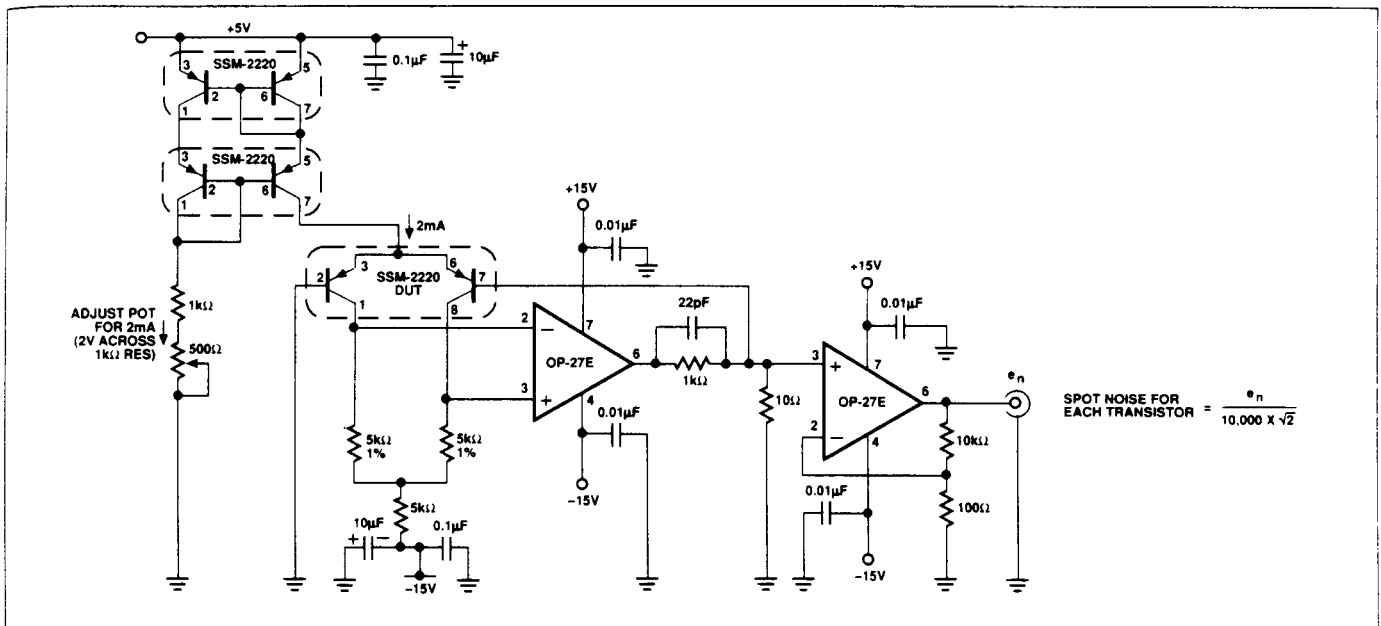 +5V
0.1µF
+
10µF
SSM-2220
3
2
1
5
6
7
SSM-2220
3
2
1
5
6
7
2mA
SSM-2220
DUT
2
3
1
6
7
8
1kΩ
ADJUST POT
FOR 2mA
(2V ACROSS
1kΩ RES)
500Ω
5kΩ
1%
5kΩ
1%
5kΩ
10µF
+
−
0.1µF
−15V
+15V
0.01µF
2
−
3
+
7
OP-27E
6
4
0.01µF
−15V
22pF
1kΩ
10Ω
+15V
0.01µF
3
+
2
−
7
OP-27E
6
4
0.01µF
−15V
10kΩ
100Ω
en
SPOT NOISE FOR
EACH TRANSISTOR = en / 10,000 X √2